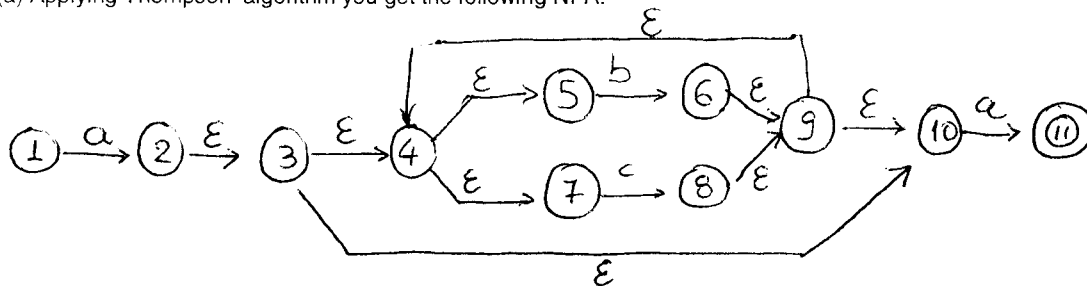 (a) Applying Thompson algorithm you get the following NFA:
ε
ε 5 b 6 ε
1 a 2 ε 3 ε 4 9 ε 10 a 11
ε 7 c 8 ε
ε